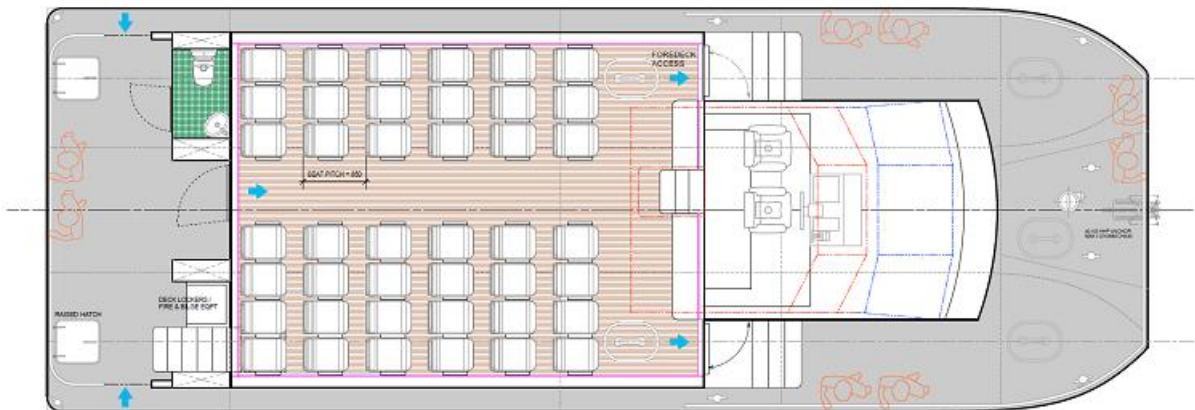 FOREDECK
ACCESS
SEAT PITCH = 850
DECK LOCKERS /
FIRE & BILGE EQPT
RAISED HATCH